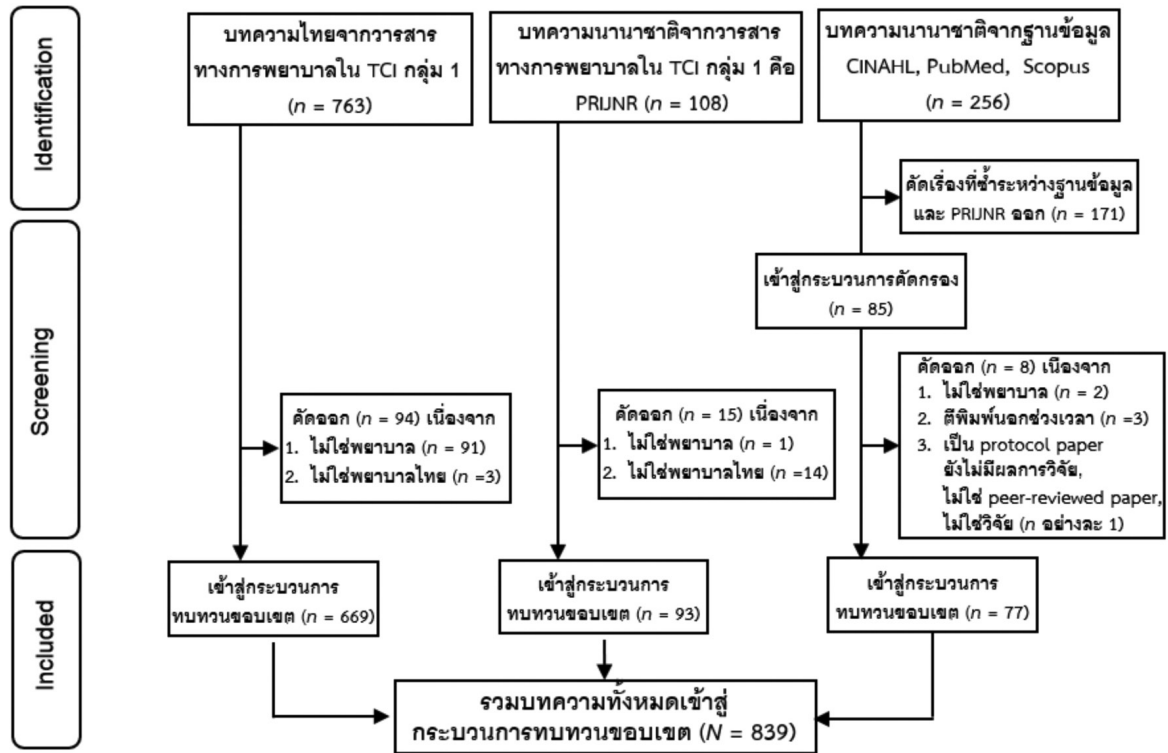 Identification
บทความไทยจากวารสาร
ทางการพยาบาลใน TCI กลุ่ม 1
(n = 763)
บทความนานาชาติจากวารสาร
ทางการพยาบาลใน TCI กลุ่ม 1 คือ
PRIJNR (n = 108)
บทความนานาชาติจากฐานข้อมูล
CINAHL, PubMed, Scopus
(n = 256)
คัดเรื่องที่ซ้ำระหว่างฐานข้อมูล
และ PRIJNR ออก (n = 171)
Screening
เข้าสู่กระบวนการคัดกรอง
(n = 85)
คัดออก (n = 94) เนื่องจาก
1. ไม่ใช่พยาบาล (n = 91)
2. ไม่ใช่พยาบาลไทย (n =3)
คัดออก (n = 15) เนื่องจาก
1. ไม่ใช่พยาบาล (n = 1)
2. ไม่ใช่พยาบาลไทย (n =14)
คัดออก (n = 8) เนื่องจาก
1. ไม่ใช่พยาบาล (n = 2)
2. ตีพิมพ์นอกช่วงเวลา (n =3)
3. เป็น protocol paper
ยังไม่มีผลการวิจัย,
ไม่ใช่ peer-reviewed paper,
ไม่ใช่วิจัย (n อย่างละ 1)
Included
เข้าสู่กระบวนการ
ทบทวนขอบเขต (n = 669)
เข้าสู่กระบวนการ
ทบทวนขอบเขต (n = 93)
เข้าสู่กระบวนการ
ทบทวนขอบเขต (n = 77)
รวมบทความทั้งหมดเข้าสู่
กระบวนการทบทวนขอบเขต (N = 839)